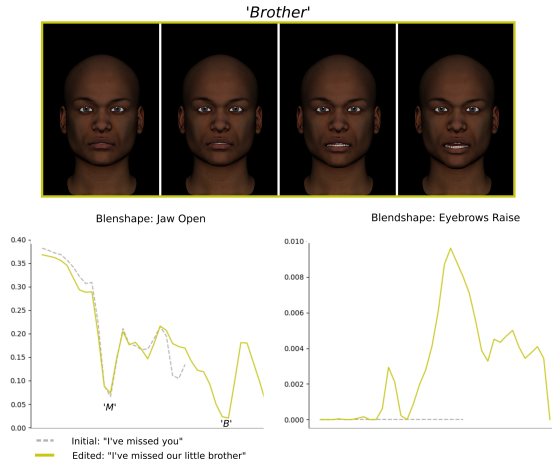 'Brother'
Blenshape: Jaw Open
Blendshape: Eyebrows Raise
0.40
0.35
0.30
0.25
0.20
0.15
0.10
0.05
0.00
'M'
'B'
0.010
0.008
0.006
0.004
0.002
0.000
Initial: "I've missed you"
Edited: "I've missed our little brother"